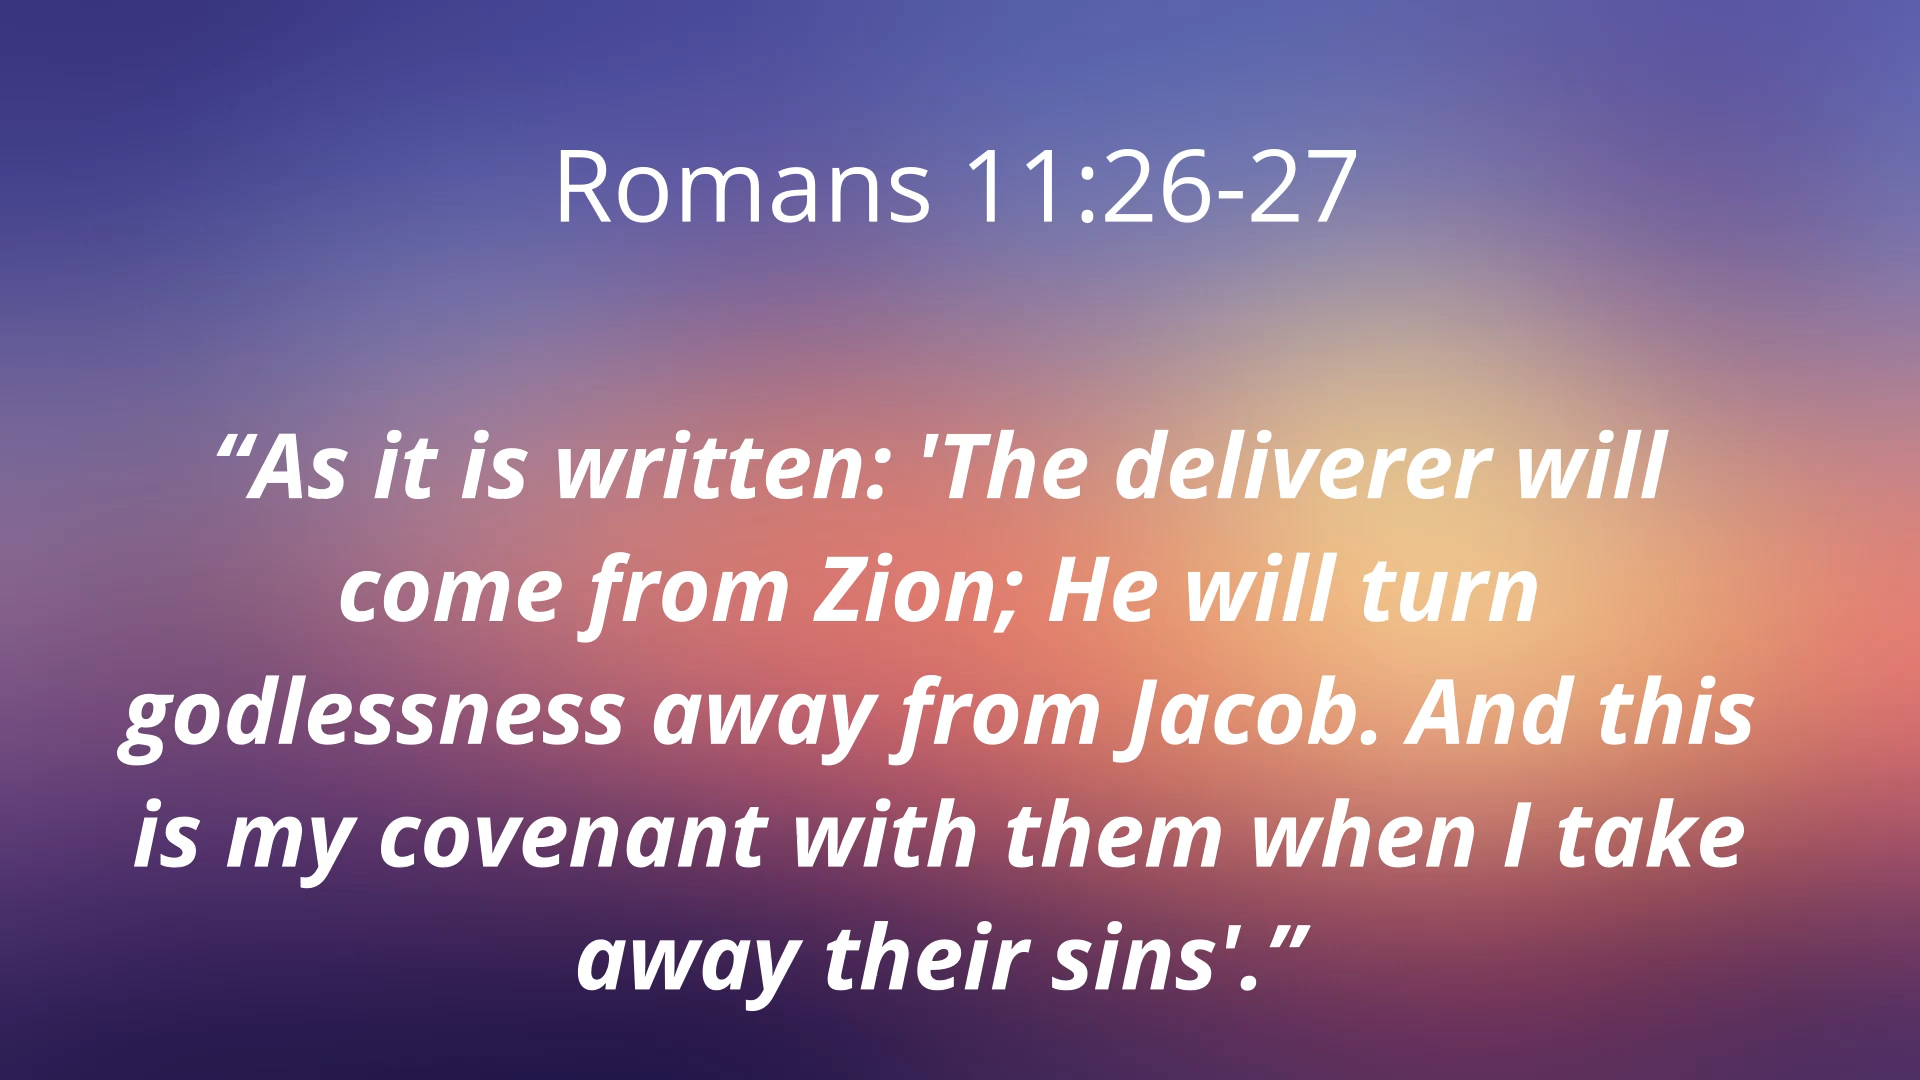 Romans 11:26-27
“As it is written: 'The deliverer will
come from Zion; He will turn
godlessness away from Jacob. And this
is my covenant with them when I take
away their sins'.”